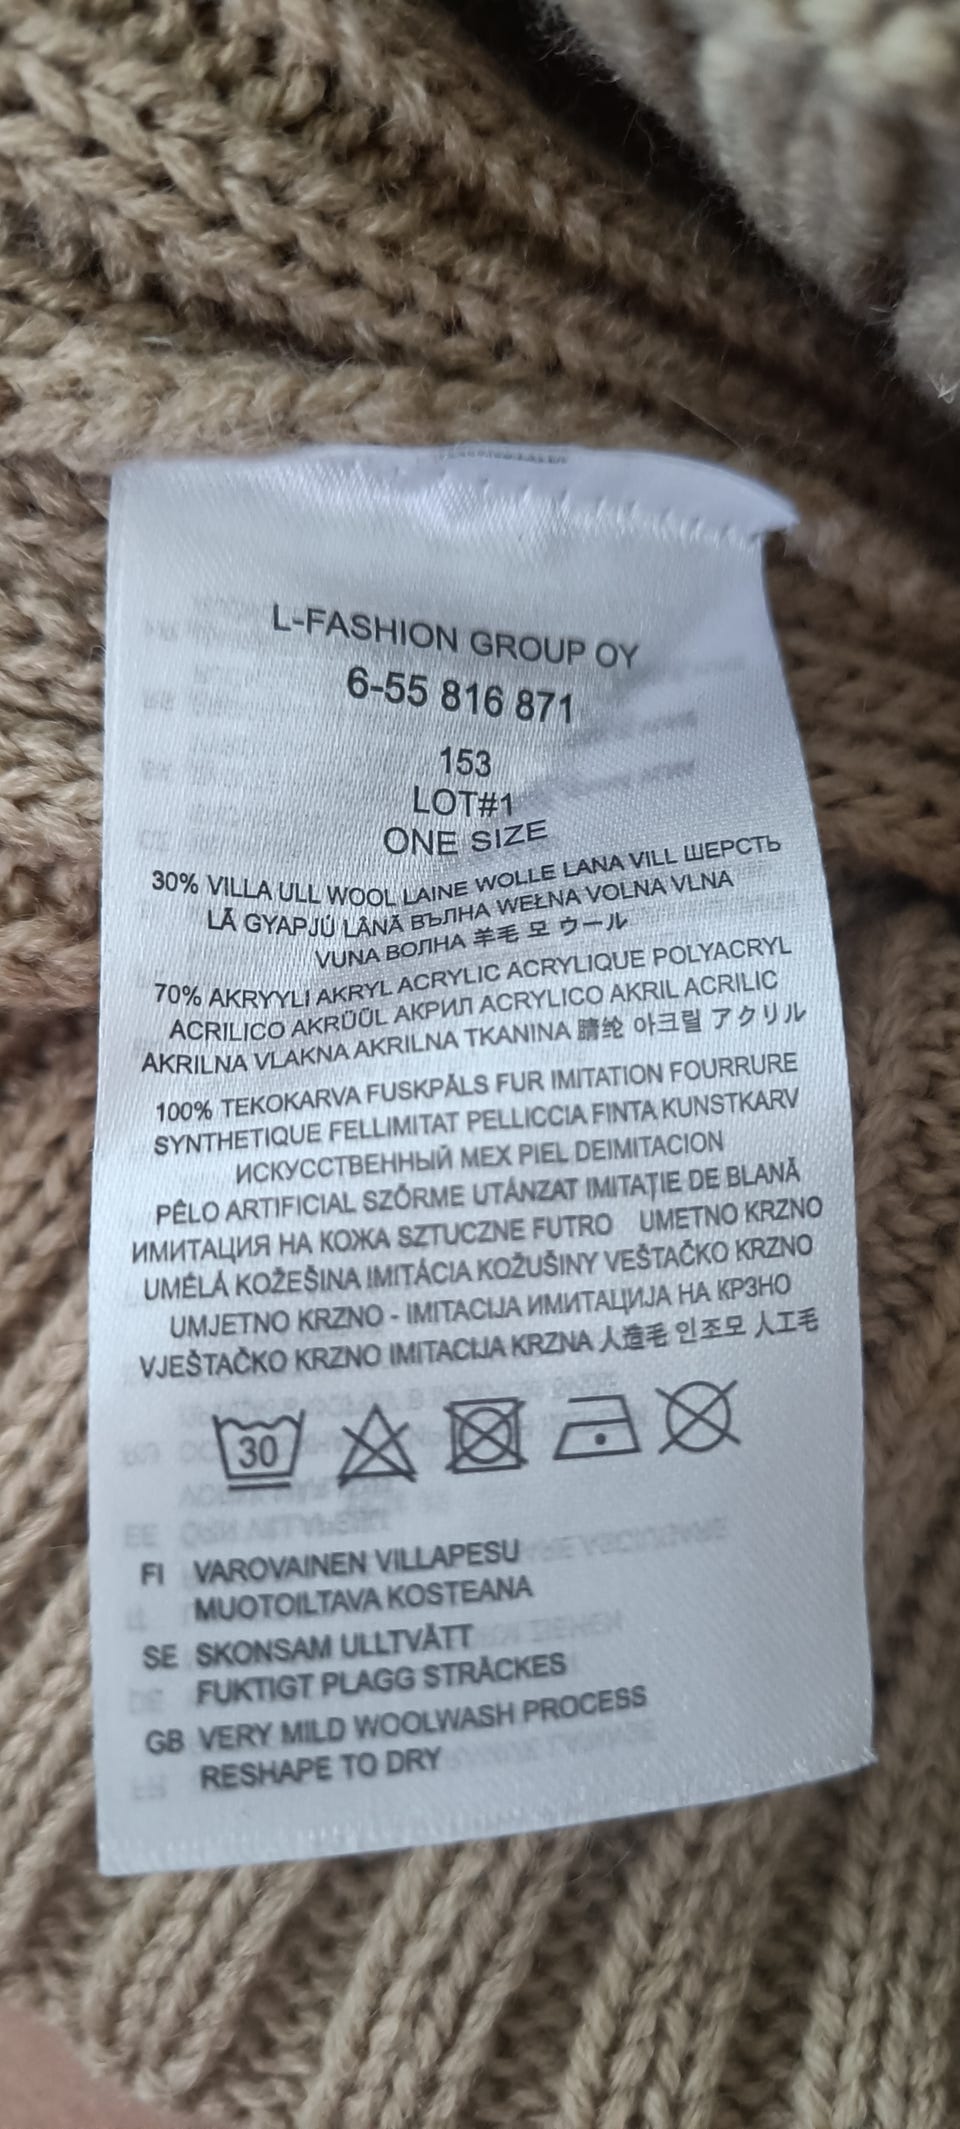 L-FASHION GROUP OY
6-55 816 871
153
LOT#1
ONE SIZE
30% VILLA ULL WOOL LAINE WOLLE LANA VILL ШЕРСТЬ
LÃ GYAPJÚ LÂNĂ ВЪЛНА WEŁNA VOLNA VLNA
VUNA ВОЛНА 羊毛 모 ウール
70% AKRYYLI AKRYL ACRYLIC ACRYLIQUE POLYACRYL
ACRILICO AKRÜÜL АКРИЛ ACRYLICO AKRIL ACRILIC
AKRILNA VLAKNA AKRILNA TKANINA 腈纶 아크릴 アクリル
100% TEKOKARVA FUSKPÄLS FUR IMITATION FOURRURE
SYNTHETIQUE FELLIMITAT PELLICCIA FINTA KUNSTKARV
ИСКУССТВЕННЫЙ МЕХ PIEL DEIMITACION
PÊLO ARTIFICIAL SZŐRME UTÁNZAT IMITAŢIE DE BLANĂ
ИМИТАЦИЯ НА КОЖА SZTUCZNE FUTRO UMETNO KRZNO
UMĚLÁ KOŽEŠINA IMITÁCIA KOŽUŠINY VEŠTAČKO KRZNO
UMJETNO KRZNO - IMITACIJA ИМИТАЦИЈА НА КРЗНО
VJEŠTAČKO KRZNO IMITACIJA KRZNA 人造毛 인조모 人工毛
30
FI VAROVAINEN VILLAPESU
MUOTOILTAVA KOSTEANA
SE SKONSAM ULLTVÄTT
FUKTIGT PLAGG STRÄCKES
GB VERY MILD WOOLWASH PROCESS
RESHAPE TO DRY